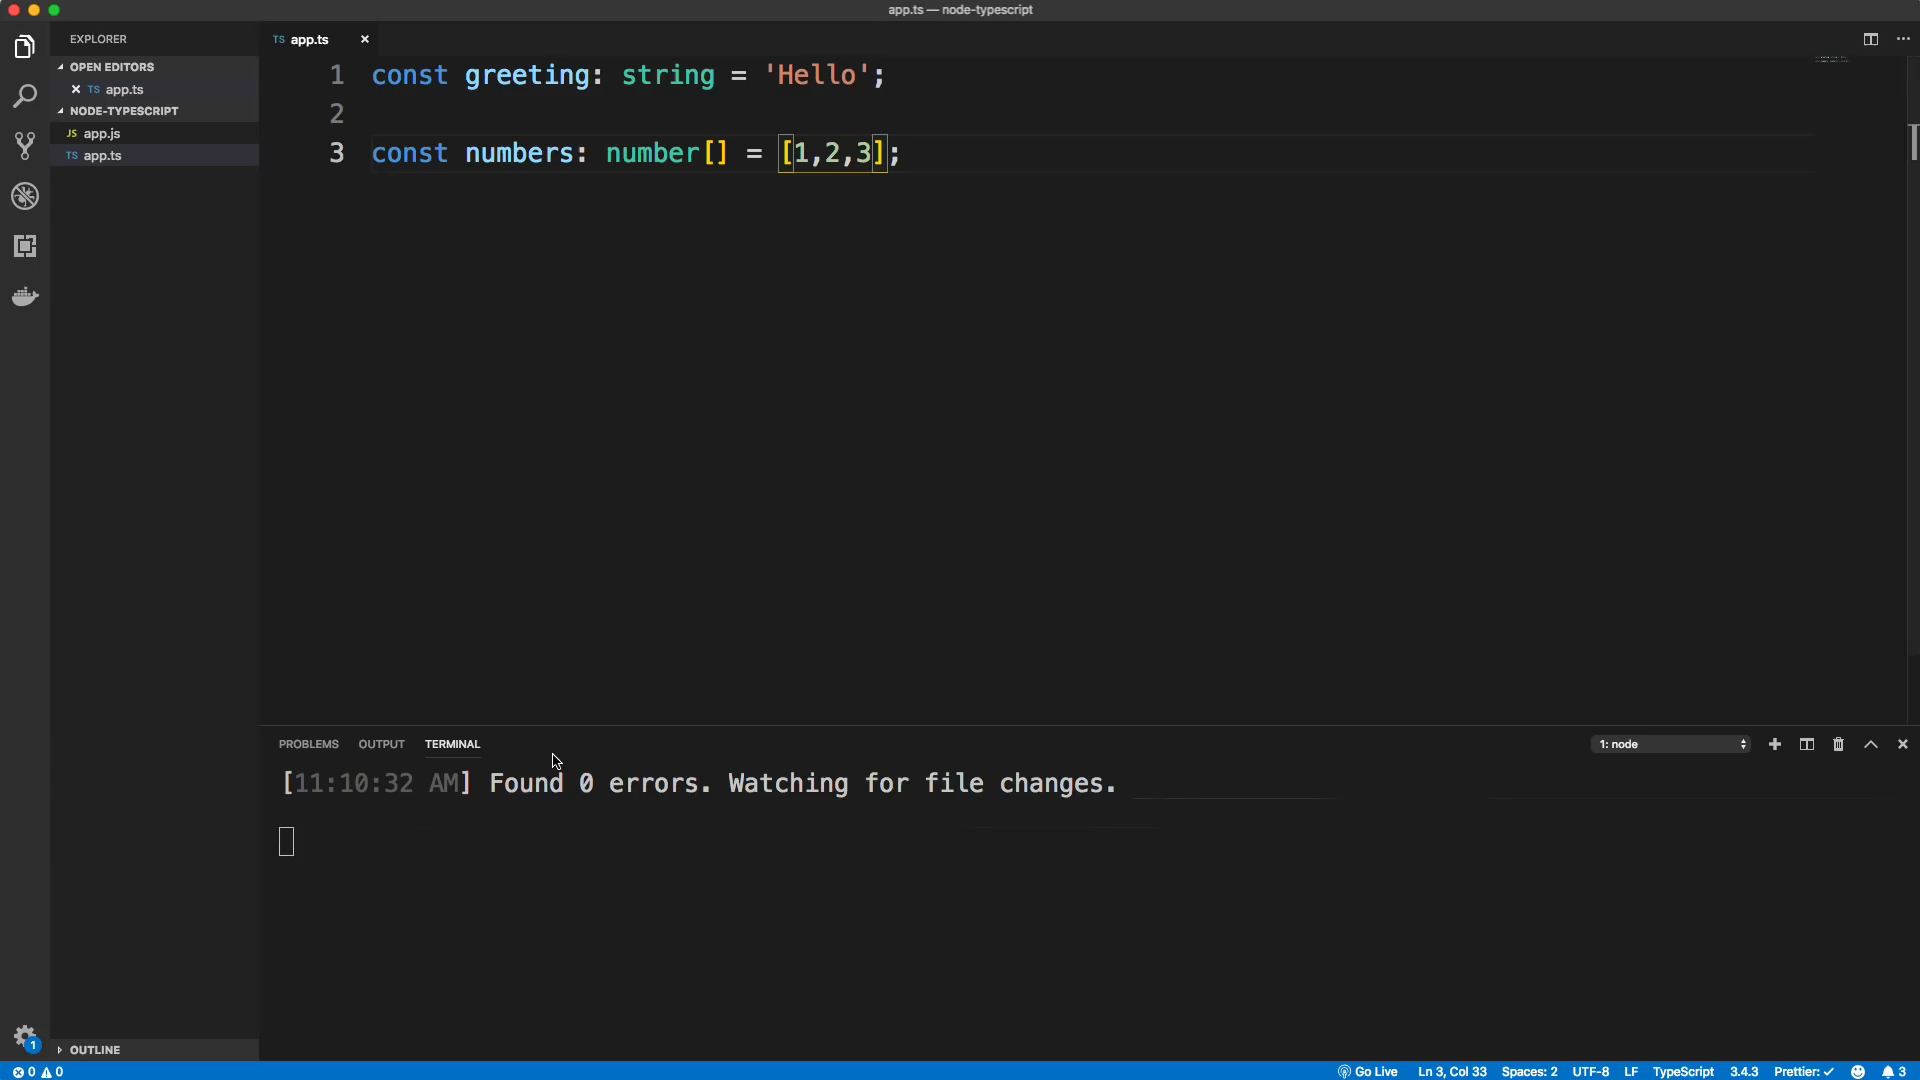 app.ts — node-typescript
EXPLORER
OPEN EDITORS
TS app.ts
NODE-TYPESCRIPT
JS app.js
TS app.ts
TS app.ts
1 const greeting: string = 'Hello';
2
3 const numbers: number[] = [1,2,3];
PROBLEMS OUTPUT TERMINAL
1: node
[11:10:32 AM] Found 0 errors. Watching for file changes.
1
OUTLINE
0 0
Go Live Ln 3, Col 33 Spaces: 2 UTF-8 LF TypeScript 3.4.3 Prettier: ✓ 3